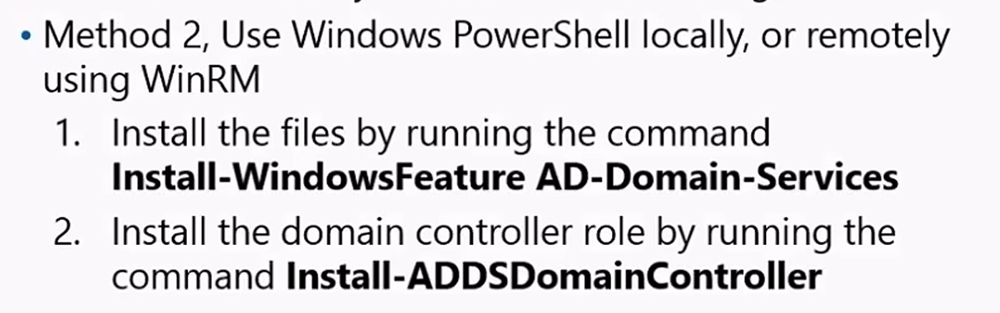 • Method 2, Use Windows PowerShell locally, or remotely
using WinRM
1. Install the files by running the command
Install-WindowsFeature AD-Domain-Services
2. Install the domain controller role by running the
command Install-ADDSDomainController